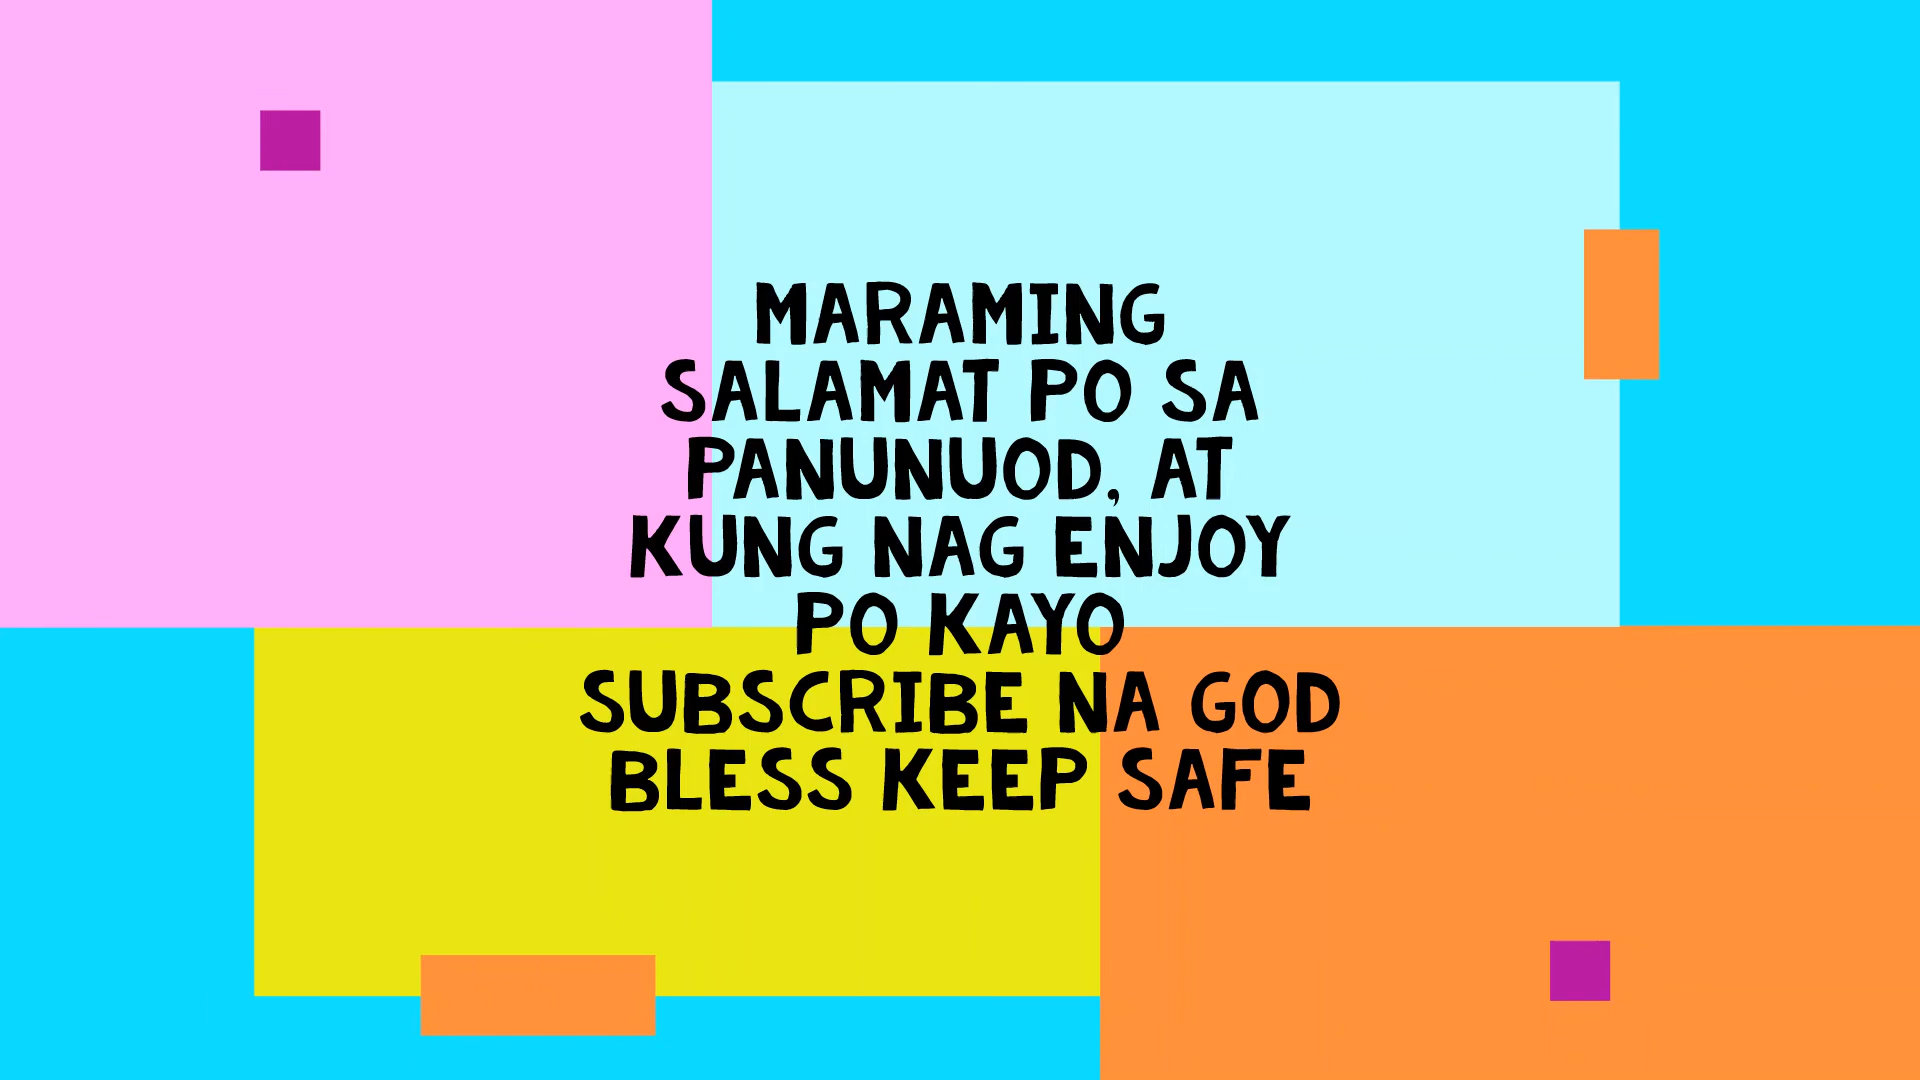 MARAMING
SALAMAT PO SA
PANUNUOD, AT
KUNG NAG ENJOY
PO KAYO
SUBSCRIBE NA GOD
BLESS KEEP SAFE